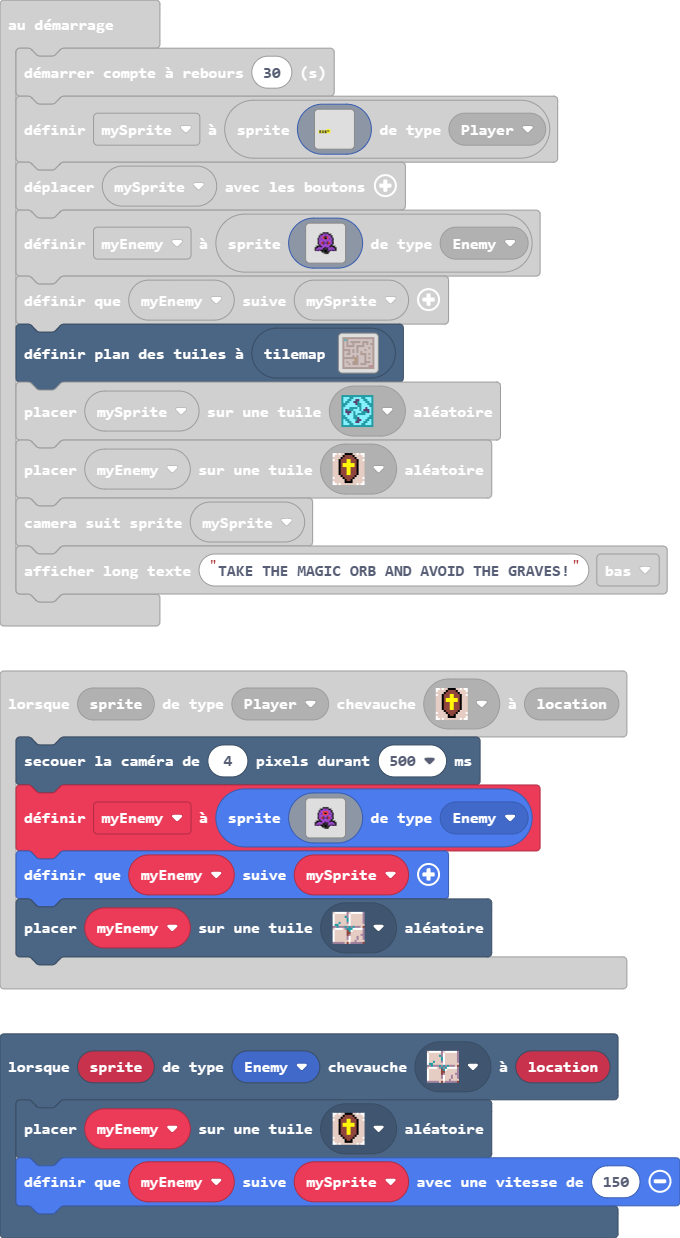 au démarrage
démarrer compte à rebours 30 (s)
définir mySprite à sprite de type Player
déplacer mySprite avec les boutons
définir myEnemy à sprite de type Enemy
définir que myEnemy suive mySprite
définir plan des tuiles à tilemap
placer mySprite sur une tuile aléatoire
placer myEnemy sur une tuile aléatoire
camera suit sprite mySprite
afficher long texte "TAKE THE MAGIC ORB AND AVOID THE GRAVES!" bas
lorsque sprite de type Player chevauche à location
secouer la caméra de 4 pixels durant 500 ms
définir myEnemy à sprite de type Enemy
définir que myEnemy suive mySprite
placer myEnemy sur une tuile aléatoire
lorsque sprite de type Enemy chevauche à location
placer myEnemy sur une tuile aléatoire
définir que myEnemy suive mySprite avec une vitesse de 150